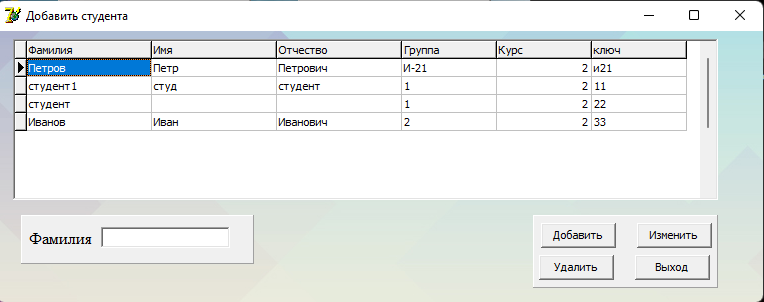 Добавить студента
Фамилия Имя Отчество Группа Курс ключ
Петров Петр Петрович И-21 2 и21
студент1 студ студент 1 2 11
студент 1 2 22
Иванов Иван Иванович 2 2 33
Фамилия
Добавить Изменить
Удалить Выход